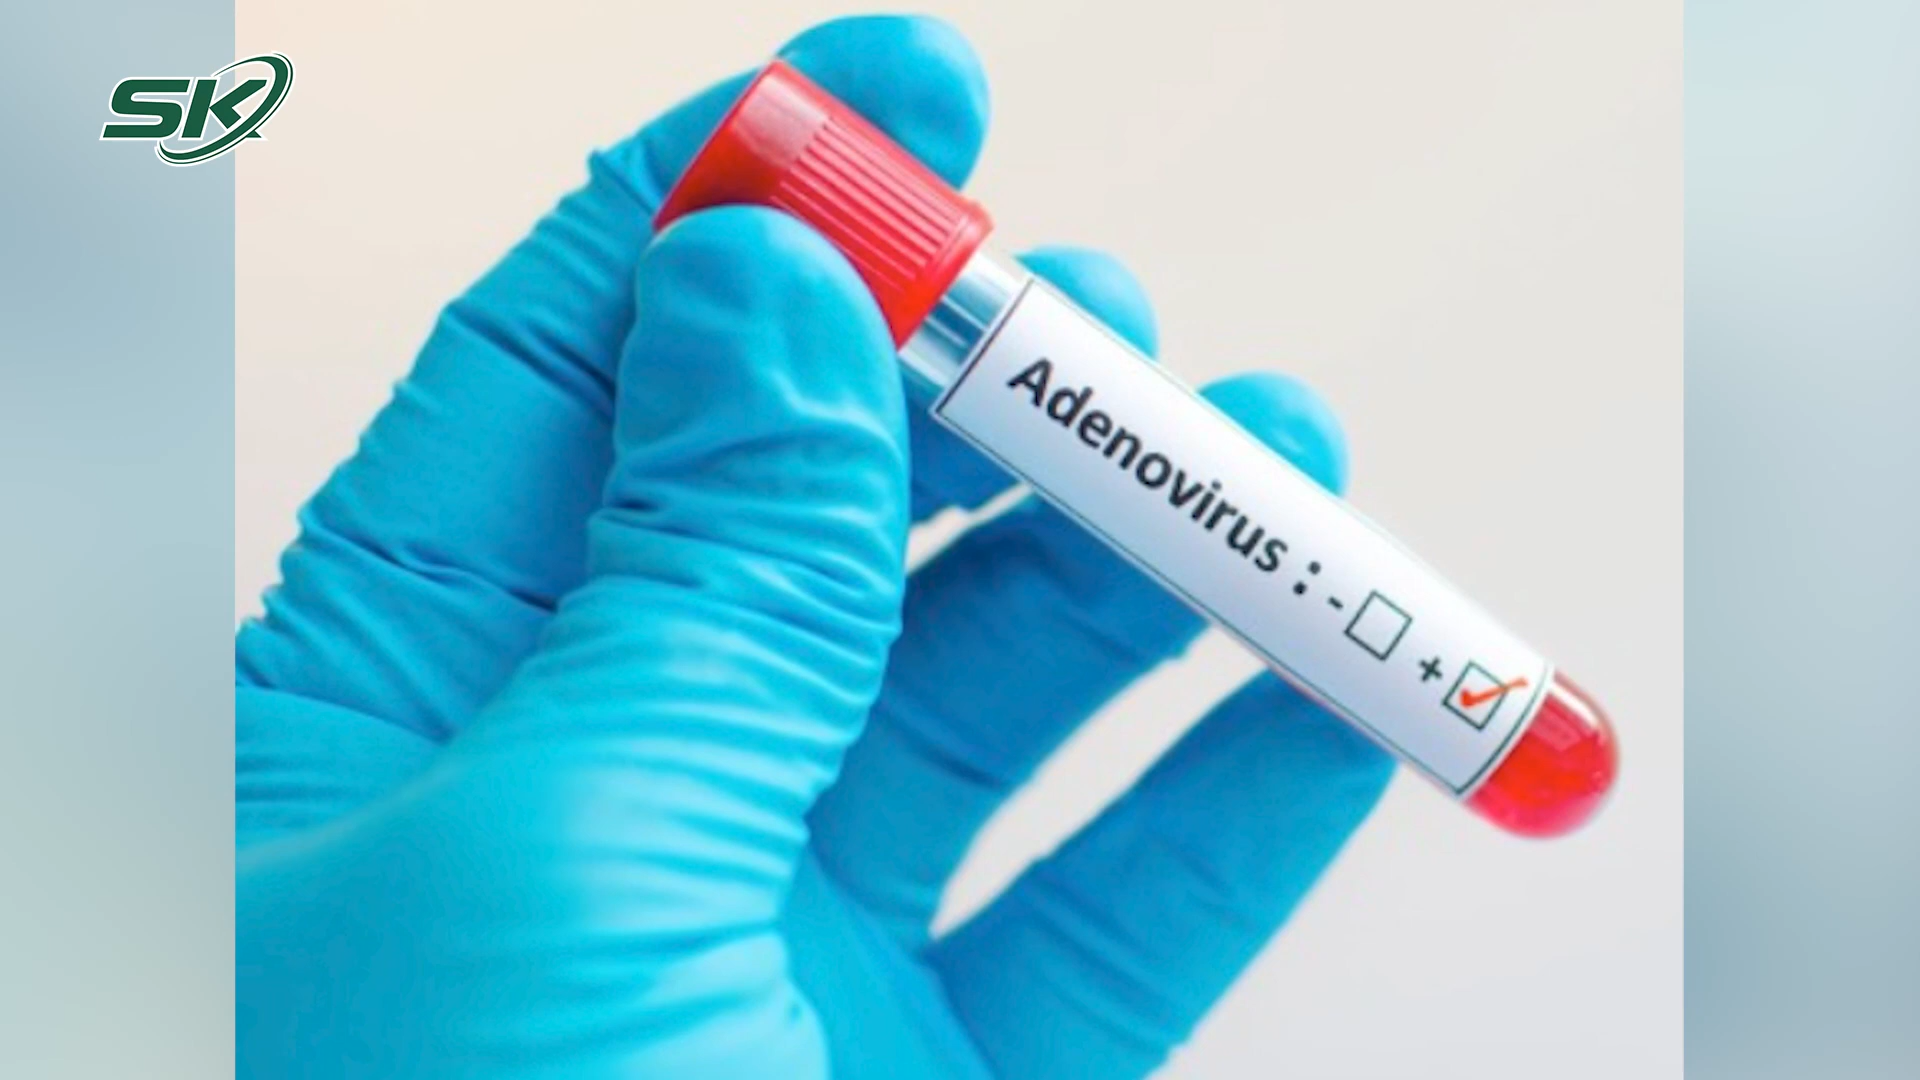 SK
Adenovirus : - ☐ + ☑